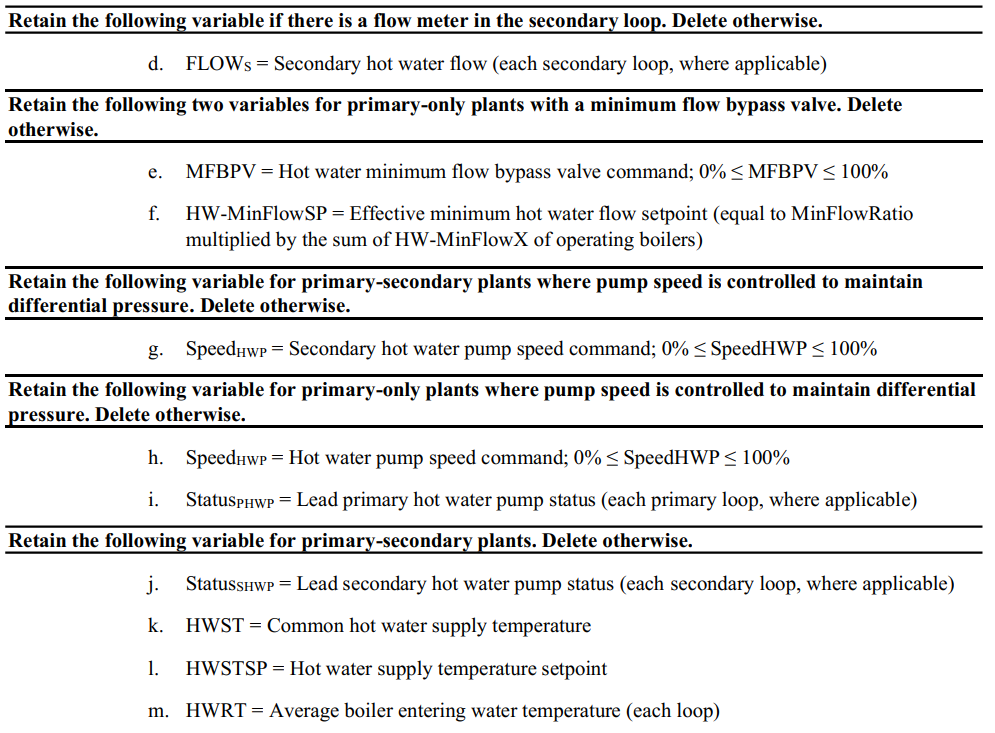 Retain the following variable if there is a flow meter in the secondary loop. Delete otherwise.
d. FLOWS = Secondary hot water flow (each secondary loop, where applicable)
Retain the following two variables for primary-only plants with a minimum flow bypass valve. Delete
otherwise.
e. MFBPV = Hot water minimum flow bypass valve command; 0% ≤ MFBPV ≤ 100%
f. HW-MinFlowSP = Effective minimum hot water flow setpoint (equal to MinFlowRatio
multiplied by the sum of HW-MinFlowX of operating boilers)
Retain the following variable for primary-secondary plants where pump speed is controlled to maintain
differential pressure. Delete otherwise.
g. SpeedHWP = Secondary hot water pump speed command; 0% ≤ SpeedHWP ≤ 100%
Retain the following variable for primary-only plants where pump speed is controlled to maintain differential
pressure. Delete otherwise.
h. SpeedHWP = Hot water pump speed command; 0% ≤ SpeedHWP ≤ 100%
i. StatusPHWP = Lead primary hot water pump status (each primary loop, where applicable)
Retain the following variable for primary-secondary plants. Delete otherwise.
j. StatusSHWP = Lead secondary hot water pump status (each secondary loop, where applicable)
k. HWST = Common hot water supply temperature
l. HWSTSP = Hot water supply temperature setpoint
m. HWRT = Average boiler entering water temperature (each loop)